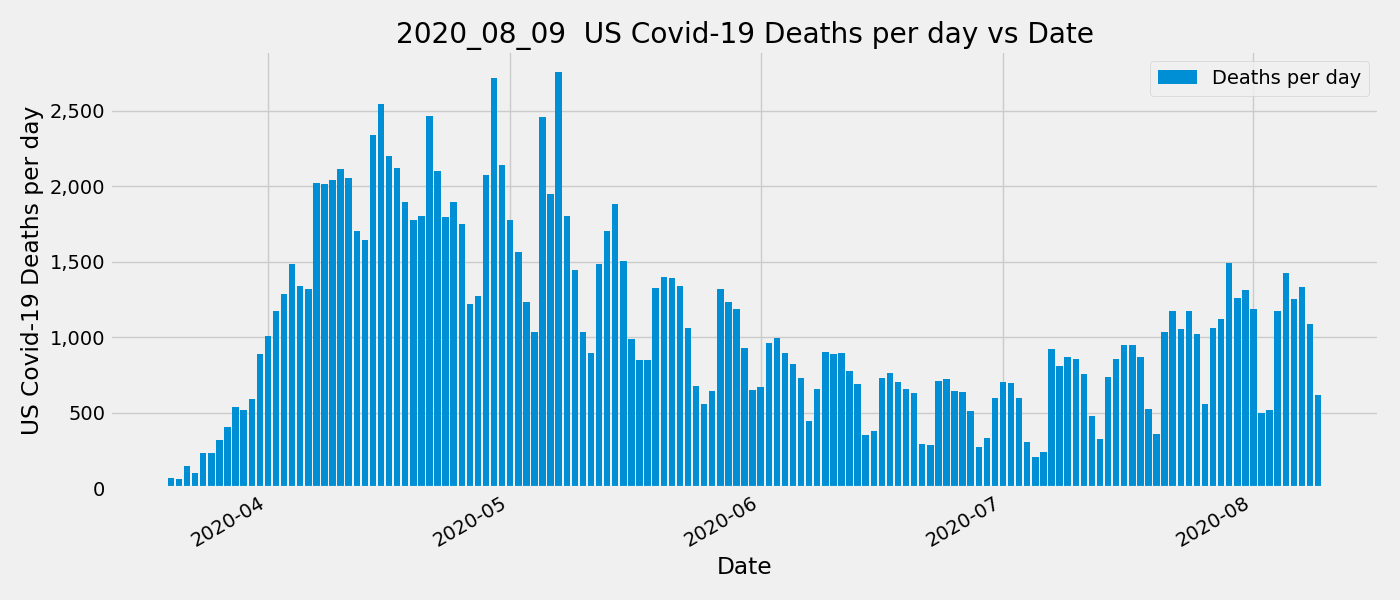 2020_08_09  US Covid-19 Deaths per day vs Date
Deaths per day
US Covid-19 Deaths per day
2,500
2,000
1,500
1,000
500
0
2020-04
2020-05
2020-06
2020-07
2020-08
Date